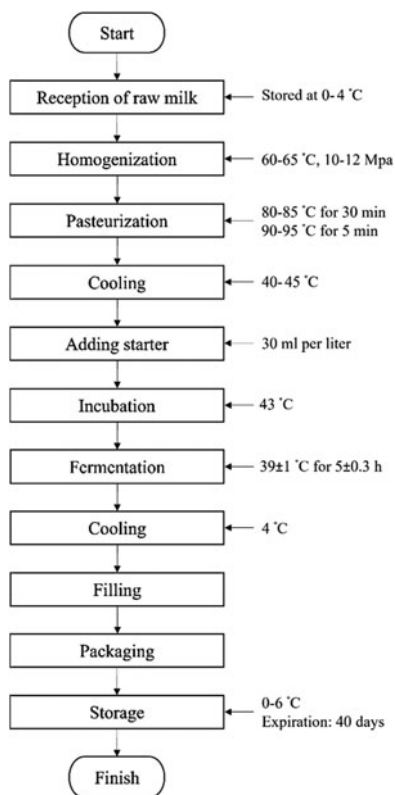 Start
Reception of raw milk
Stored at 0-4 °C
Homogenization
60-65 °C, 10-12 Mpa
Pasteurization
80-85 °C for 30 min
90-95 °C for 5 min
Cooling
40-45 °C
Adding starter
30 ml per liter
Incubation
43 °C
Fermentation
39±1 °C for 5±0.3 h
Cooling
4 °C
Filling
Packaging
Storage
0-6 °C
Expiration: 40 days
Finish